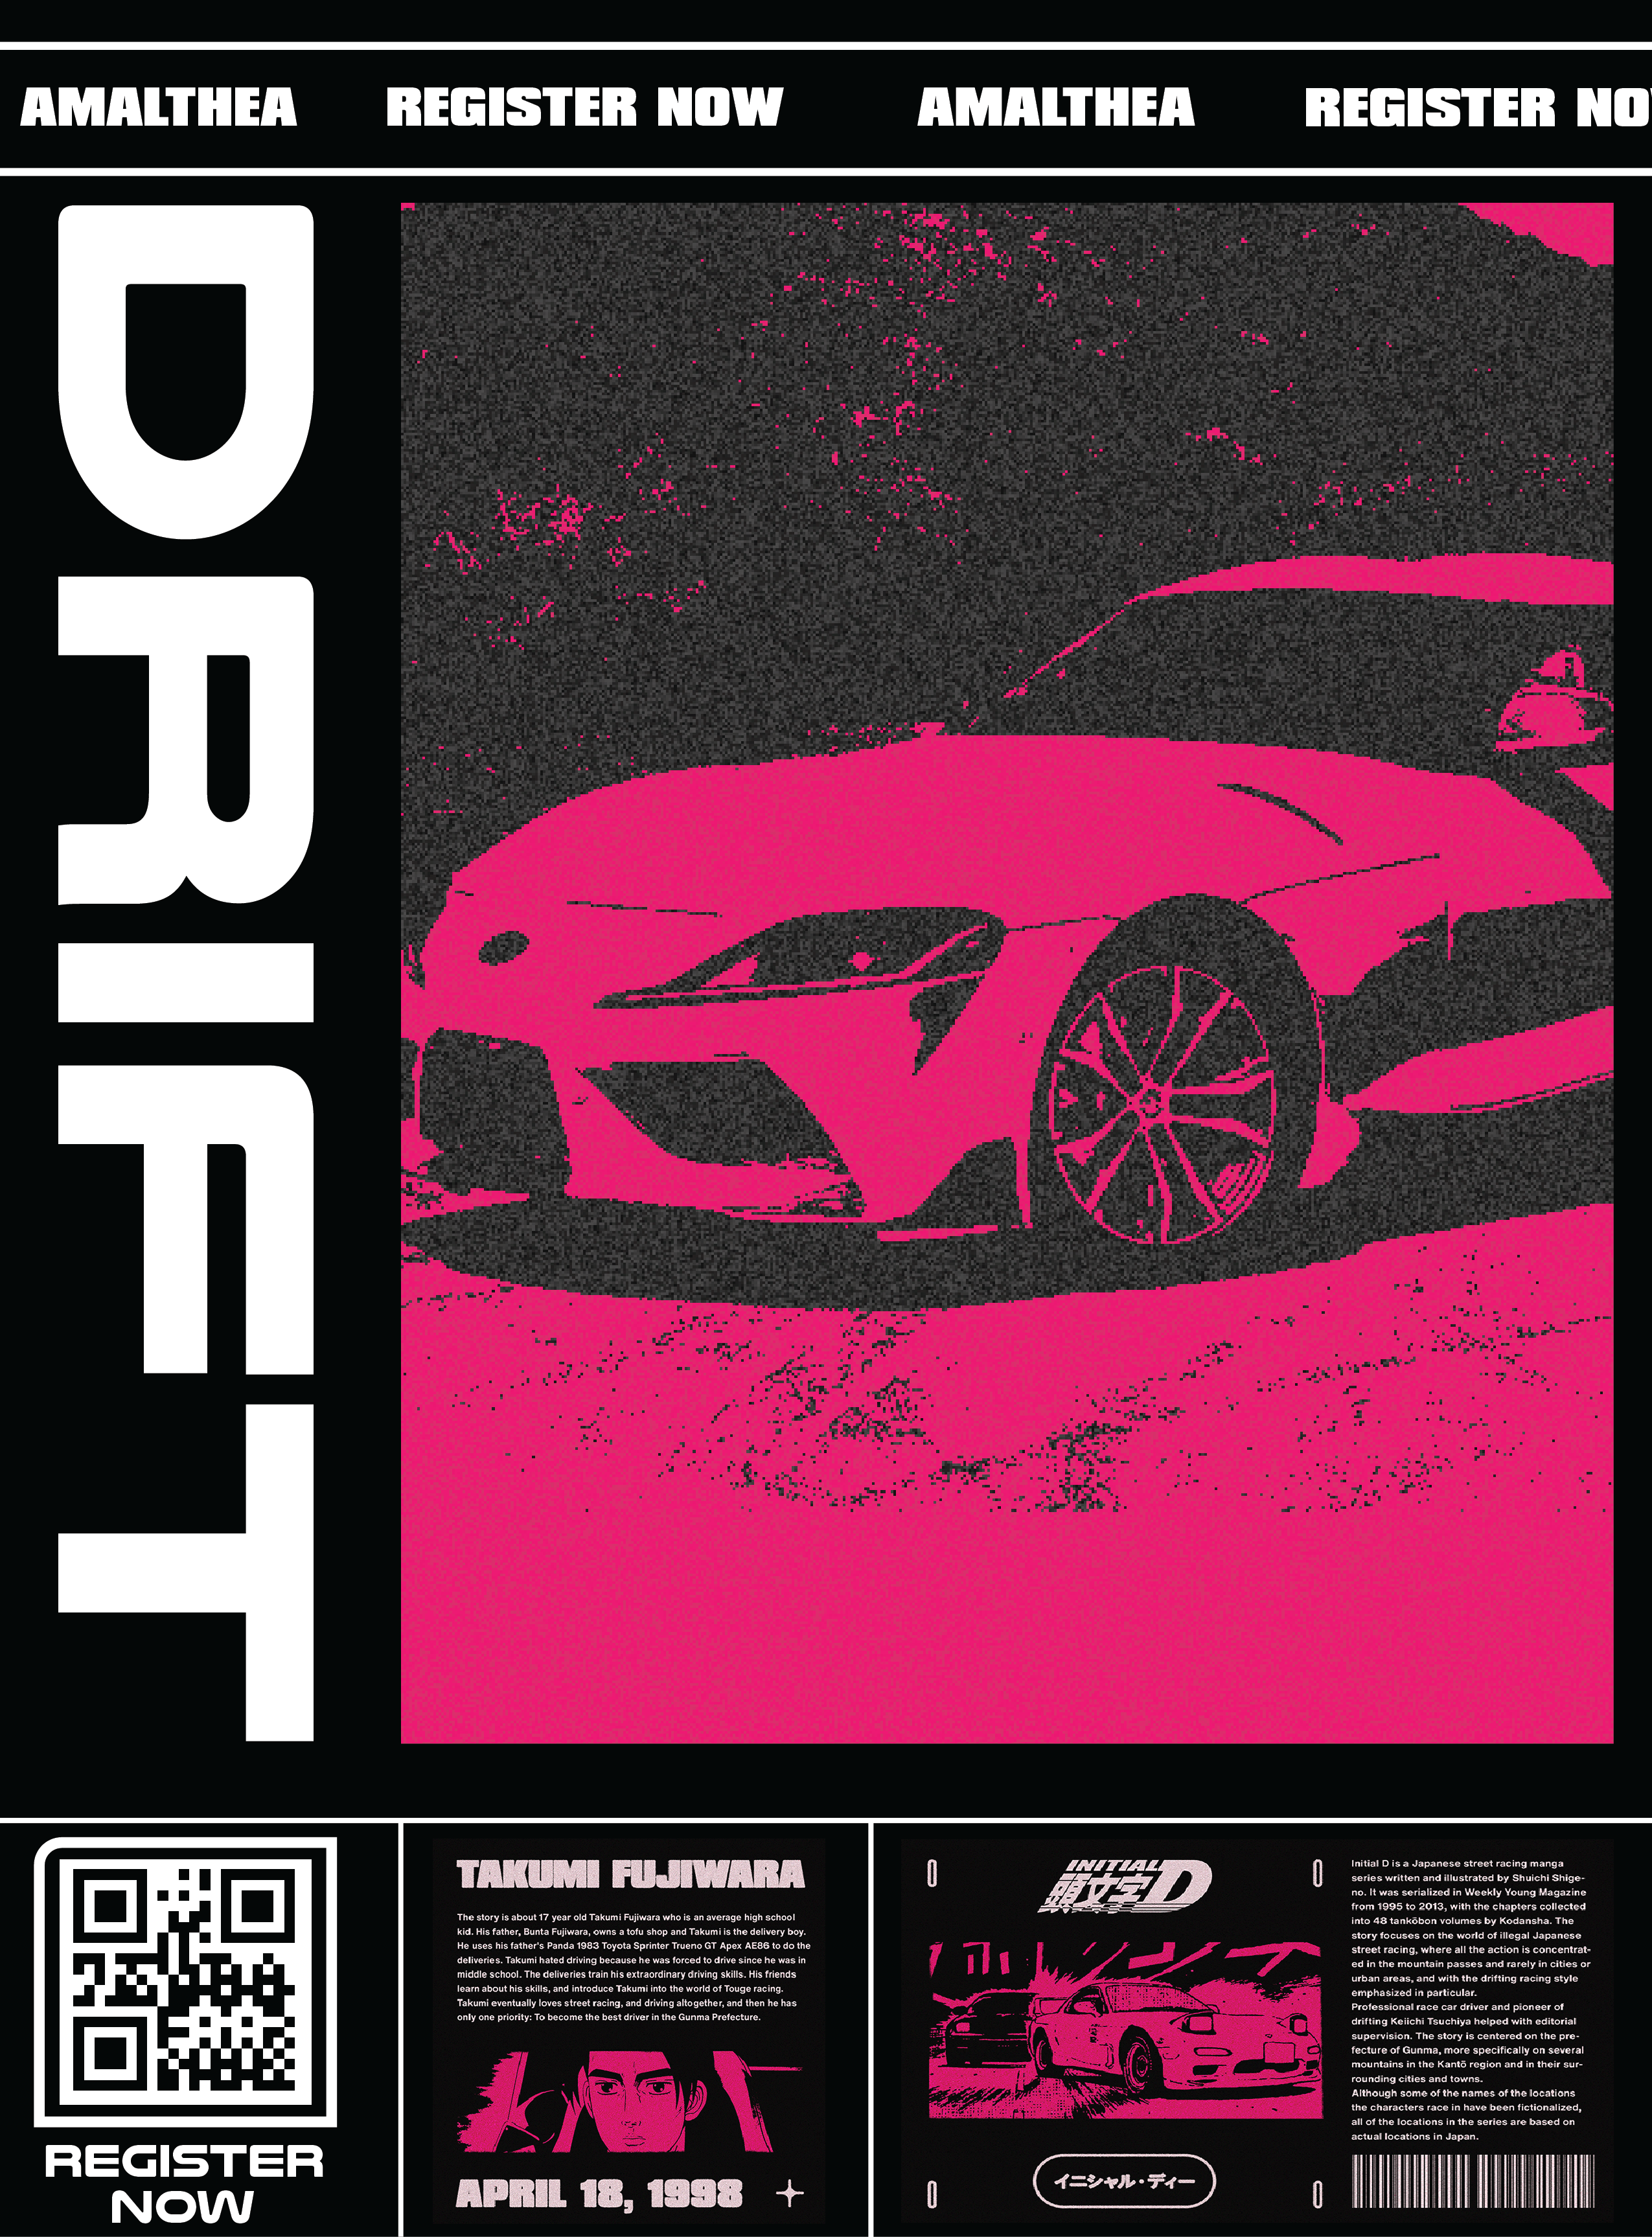 AMALTHEA REGISTER NOW AMALTHEA REGISTER NO
DRIFT
REGISTER
NOW
TAKUMI FUJIWARA
The story is about 17 year old Takumi Fujiwara who is an average high school
kid. His father, Bunta Fujiwara, owns a tofu shop and Takumi is the delivery boy.
He uses his father's Panda 1983 Toyota Sprinter Trueno GT Apex AE86 to do the
deliveries. Takumi hated driving because he was forced to drive since he was in
middle school. The deliveries train his extraordinary driving skills. His friends
learn about his skills, and introduce Takumi into the world of Touge racing.
Takumi eventually loves street racing, and driving altogether, and then he has
only one priority: To become the best driver in the Gunma Prefecture.
APRIL 18, 1998
INITIAL D
頭文字
イニシャル・ディー
Initial D is a Japanese street racing manga
series written and illustrated by Shuichi Shige-
no. It was serialized in Weekly Young Magazine
from 1995 to 2013, with the chapters collected
into 48 tankōbon volumes by Kodansha. The
story focuses on the world of illegal Japanese
street racing, where all the action is concentrat-
ed in the mountain passes and rarely in cities or
urban areas, and with the drifting racing style
emphasized in particular.
Professional race car driver and pioneer of
drifting Keiichi Tsuchiya helped with editorial
supervision. The story is centered on the pre-
fecture of Gunma, more specifically on several
mountains in the Kantō region and in their sur-
rounding cities and towns.
Although some of the names of the locations
the characters race in have been fictionalized,
all of the locations in the series are based on
actual locations in Japan.